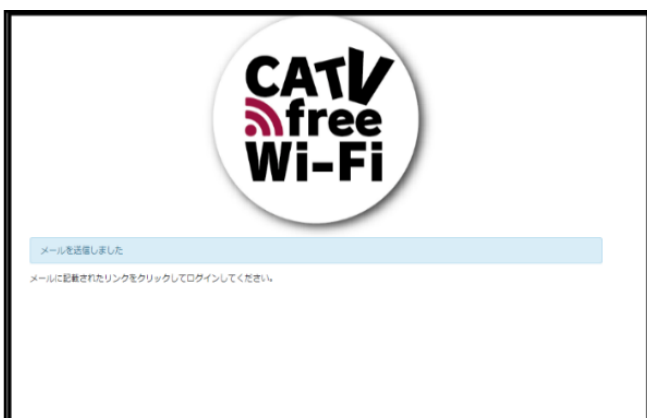 CATV
free
Wi-Fi
メールを送信しました
メールに記載されたリンクをクリックしてログインしてください。